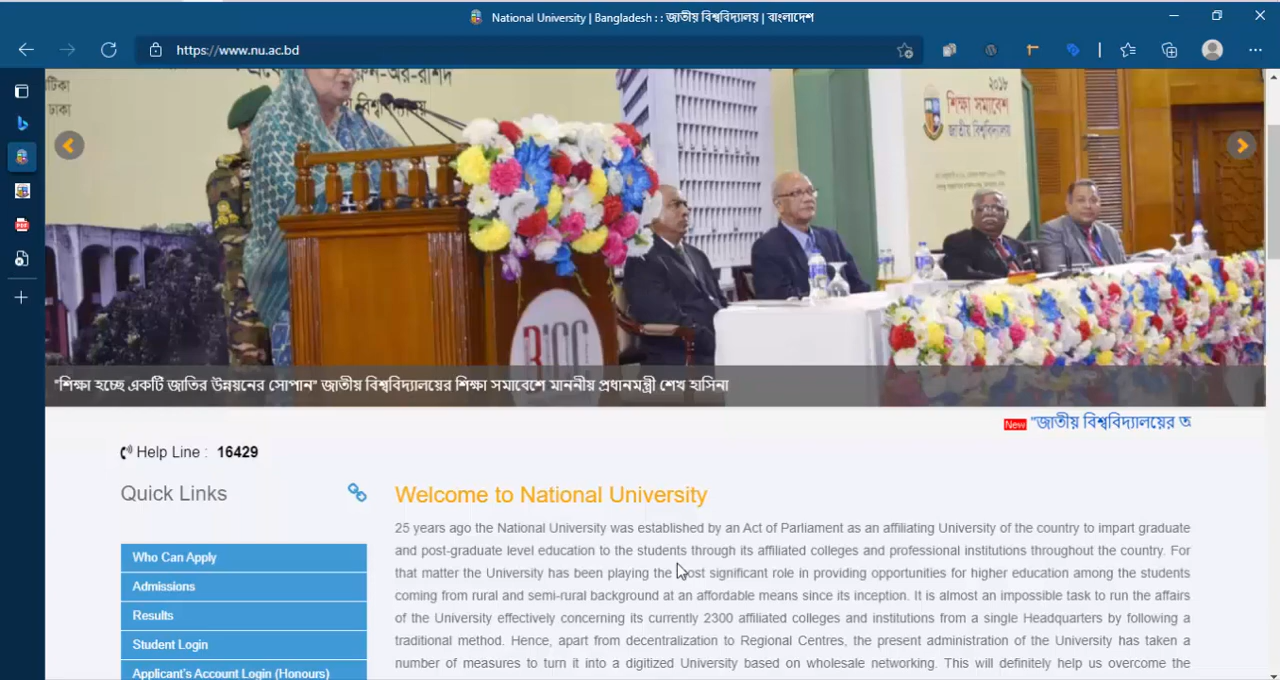 National University | Bangladesh : : জাতীয় বিশ্ববিদ্যালয় | বাংলাদেশ
https://www.nu.ac.bd
২০১৮
শিক্ষা সমাবেশ
জাতীয় বিশ্ববিদ্যালয়
"শিক্ষা হচ্ছে একটি জাতির উন্নয়নের সোপান" জাতীয় বিশ্ববিদ্যালয়ের শিক্ষা সমাবেশে মাননীয় প্রধানমন্ত্রী শেখ হাসিনা
New "জাতীয় বিশ্ববিদ্যালয়ের অ
Help Line : 16429
Quick Links
Who Can Apply
Admissions
Results
Student Login
Applicant's Account Login (Honours)
Welcome to National University
25 years ago the National University was established by an Act of Parliament as an affiliating University of the country to impart graduate
and post-graduate level education to the students through its affiliated colleges and professional institutions throughout the country. For
that matter the University has been playing the most significant role in providing opportunities for higher education among the students
coming from rural and semi-rural background at an affordable means since its inception. It is almost an impossible task to run the affairs
of the University effectively concerning its currently 2300 affiliated colleges and institutions from a single Headquarters by following a
traditional method. Hence, apart from decentralization to Regional Centres, the present administration of the University has taken a
number of measures to turn it into a digitized University based on wholesale networking. This will definitely help us overcome the